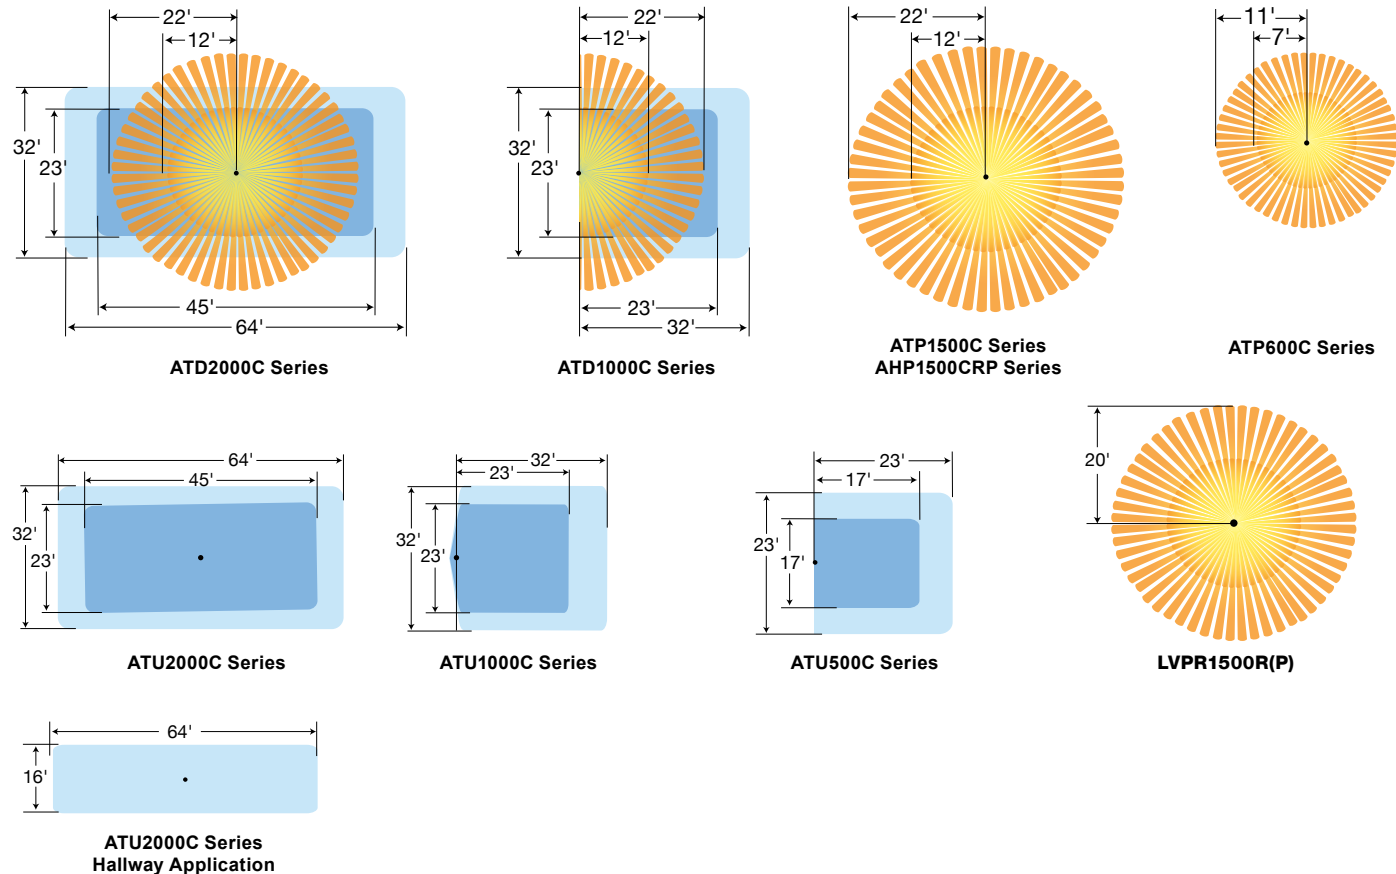 22'
12'
32'
23'
45'
64'
ATD2000C Series
22'
12'
32'
23'
23'
32'
ATD1000C Series
22'
12'
ATP1500C Series
AHP1500CRP Series
11'
7'
ATP600C Series
64'
45'
32'
23'
ATU2000C Series
32'
23'
32'
23'
ATU1000C Series
23'
17'
23'
17'
ATU500C Series
20'
LVPR1500R(P)
64'
16'
ATU2000C Series
Hallway Application